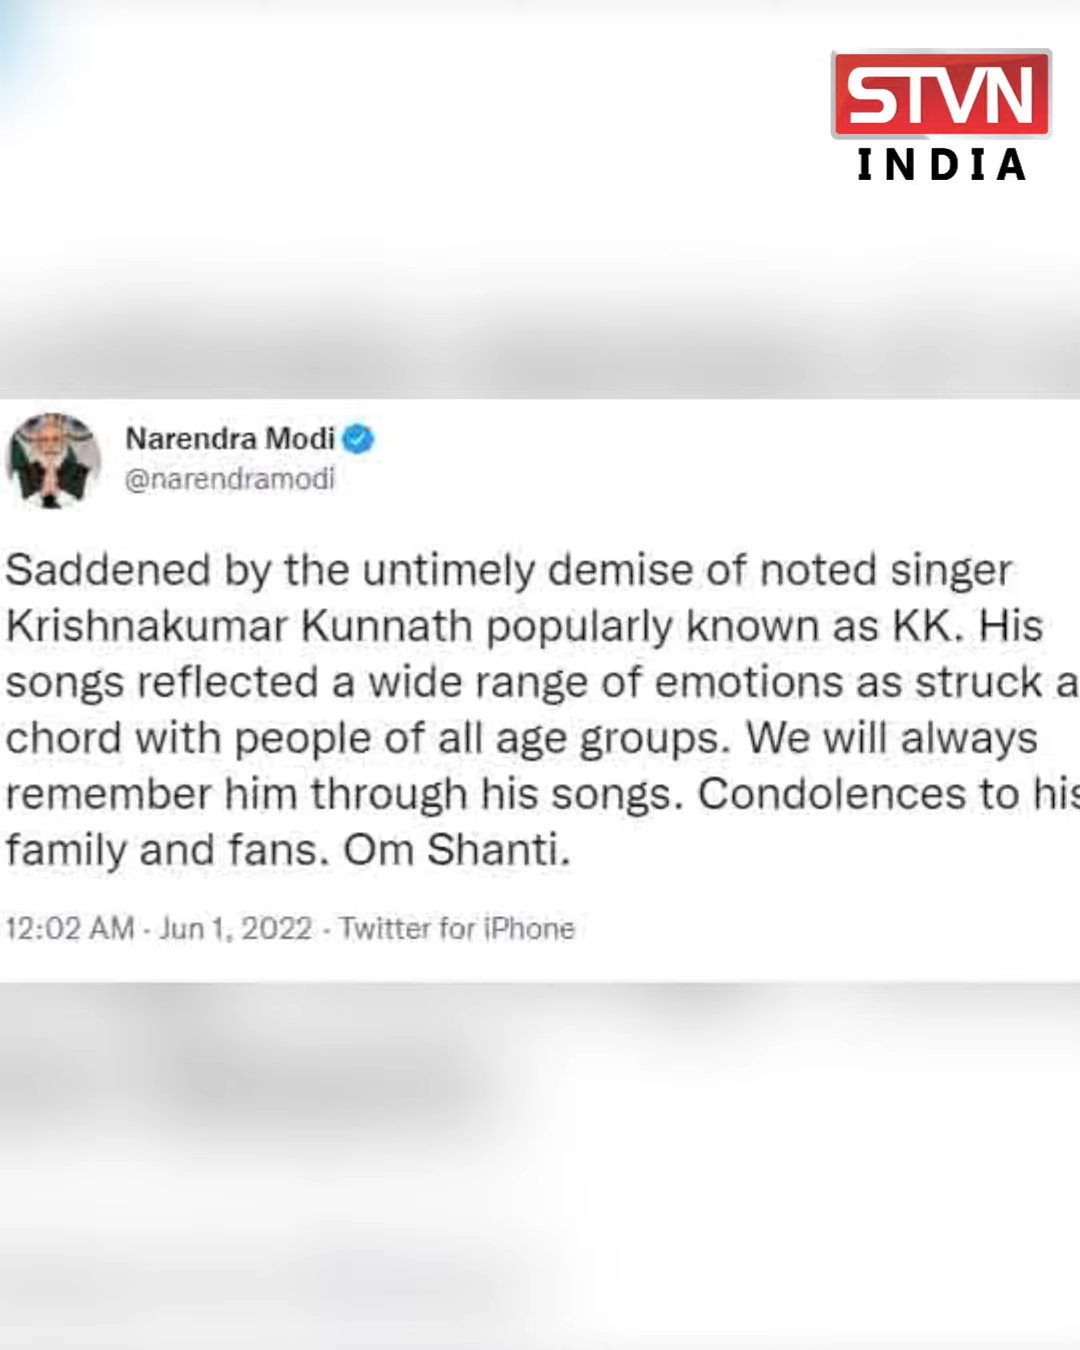 STVN
INDIA
Narendra Modi
@narendramodi
Saddened by the untimely demise of noted singer
Krishnakumar Kunnath popularly known as KK. His
songs reflected a wide range of emotions as struck a
chord with people of all age groups. We will always
remember him through his songs. Condolences to his
family and fans. Om Shanti.
12:02 AM · Jun 1, 2022 · Twitter for iPhone